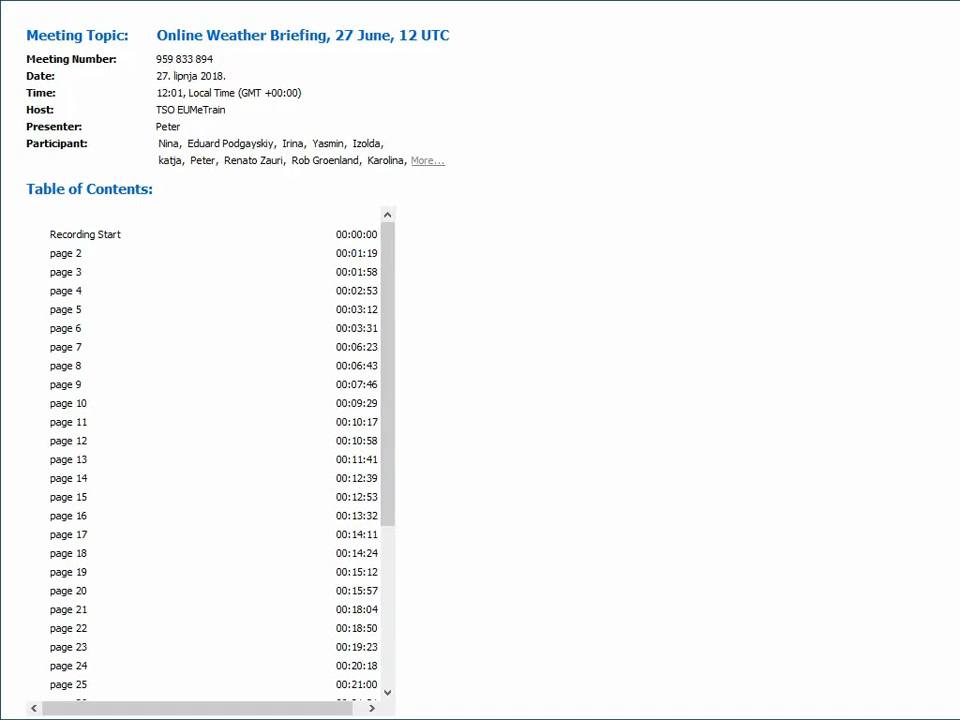 Meeting Topic: Online Weather Briefing, 27 June, 12 UTC
Meeting Number: 959 833 894
Date: 27. lipnja 2018.
Time: 12:01, Local Time (GMT +00:00)
Host: TSO EUMeTrain
Presenter: Peter
Participant: Nina, Eduard Podgayskiy, Irina, Yasmin, Izolda,
katja, Peter, Renato Zauri, Rob Groenland, Karolina, More...
Table of Contents:
Recording Start 00:00:00
page 2 00:01:19
page 3 00:01:58
page 4 00:02:53
page 5 00:03:12
page 6 00:03:31
page 7 00:06:23
page 8 00:06:43
page 9 00:07:46
page 10 00:09:29
page 11 00:10:17
page 12 00:10:58
page 13 00:11:41
page 14 00:12:39
page 15 00:12:53
page 16 00:13:32
page 17 00:14:11
page 18 00:14:24
page 19 00:15:12
page 20 00:15:57
page 21 00:18:04
page 22 00:18:50
page 23 00:19:23
page 24 00:20:18
page 25 00:21:00